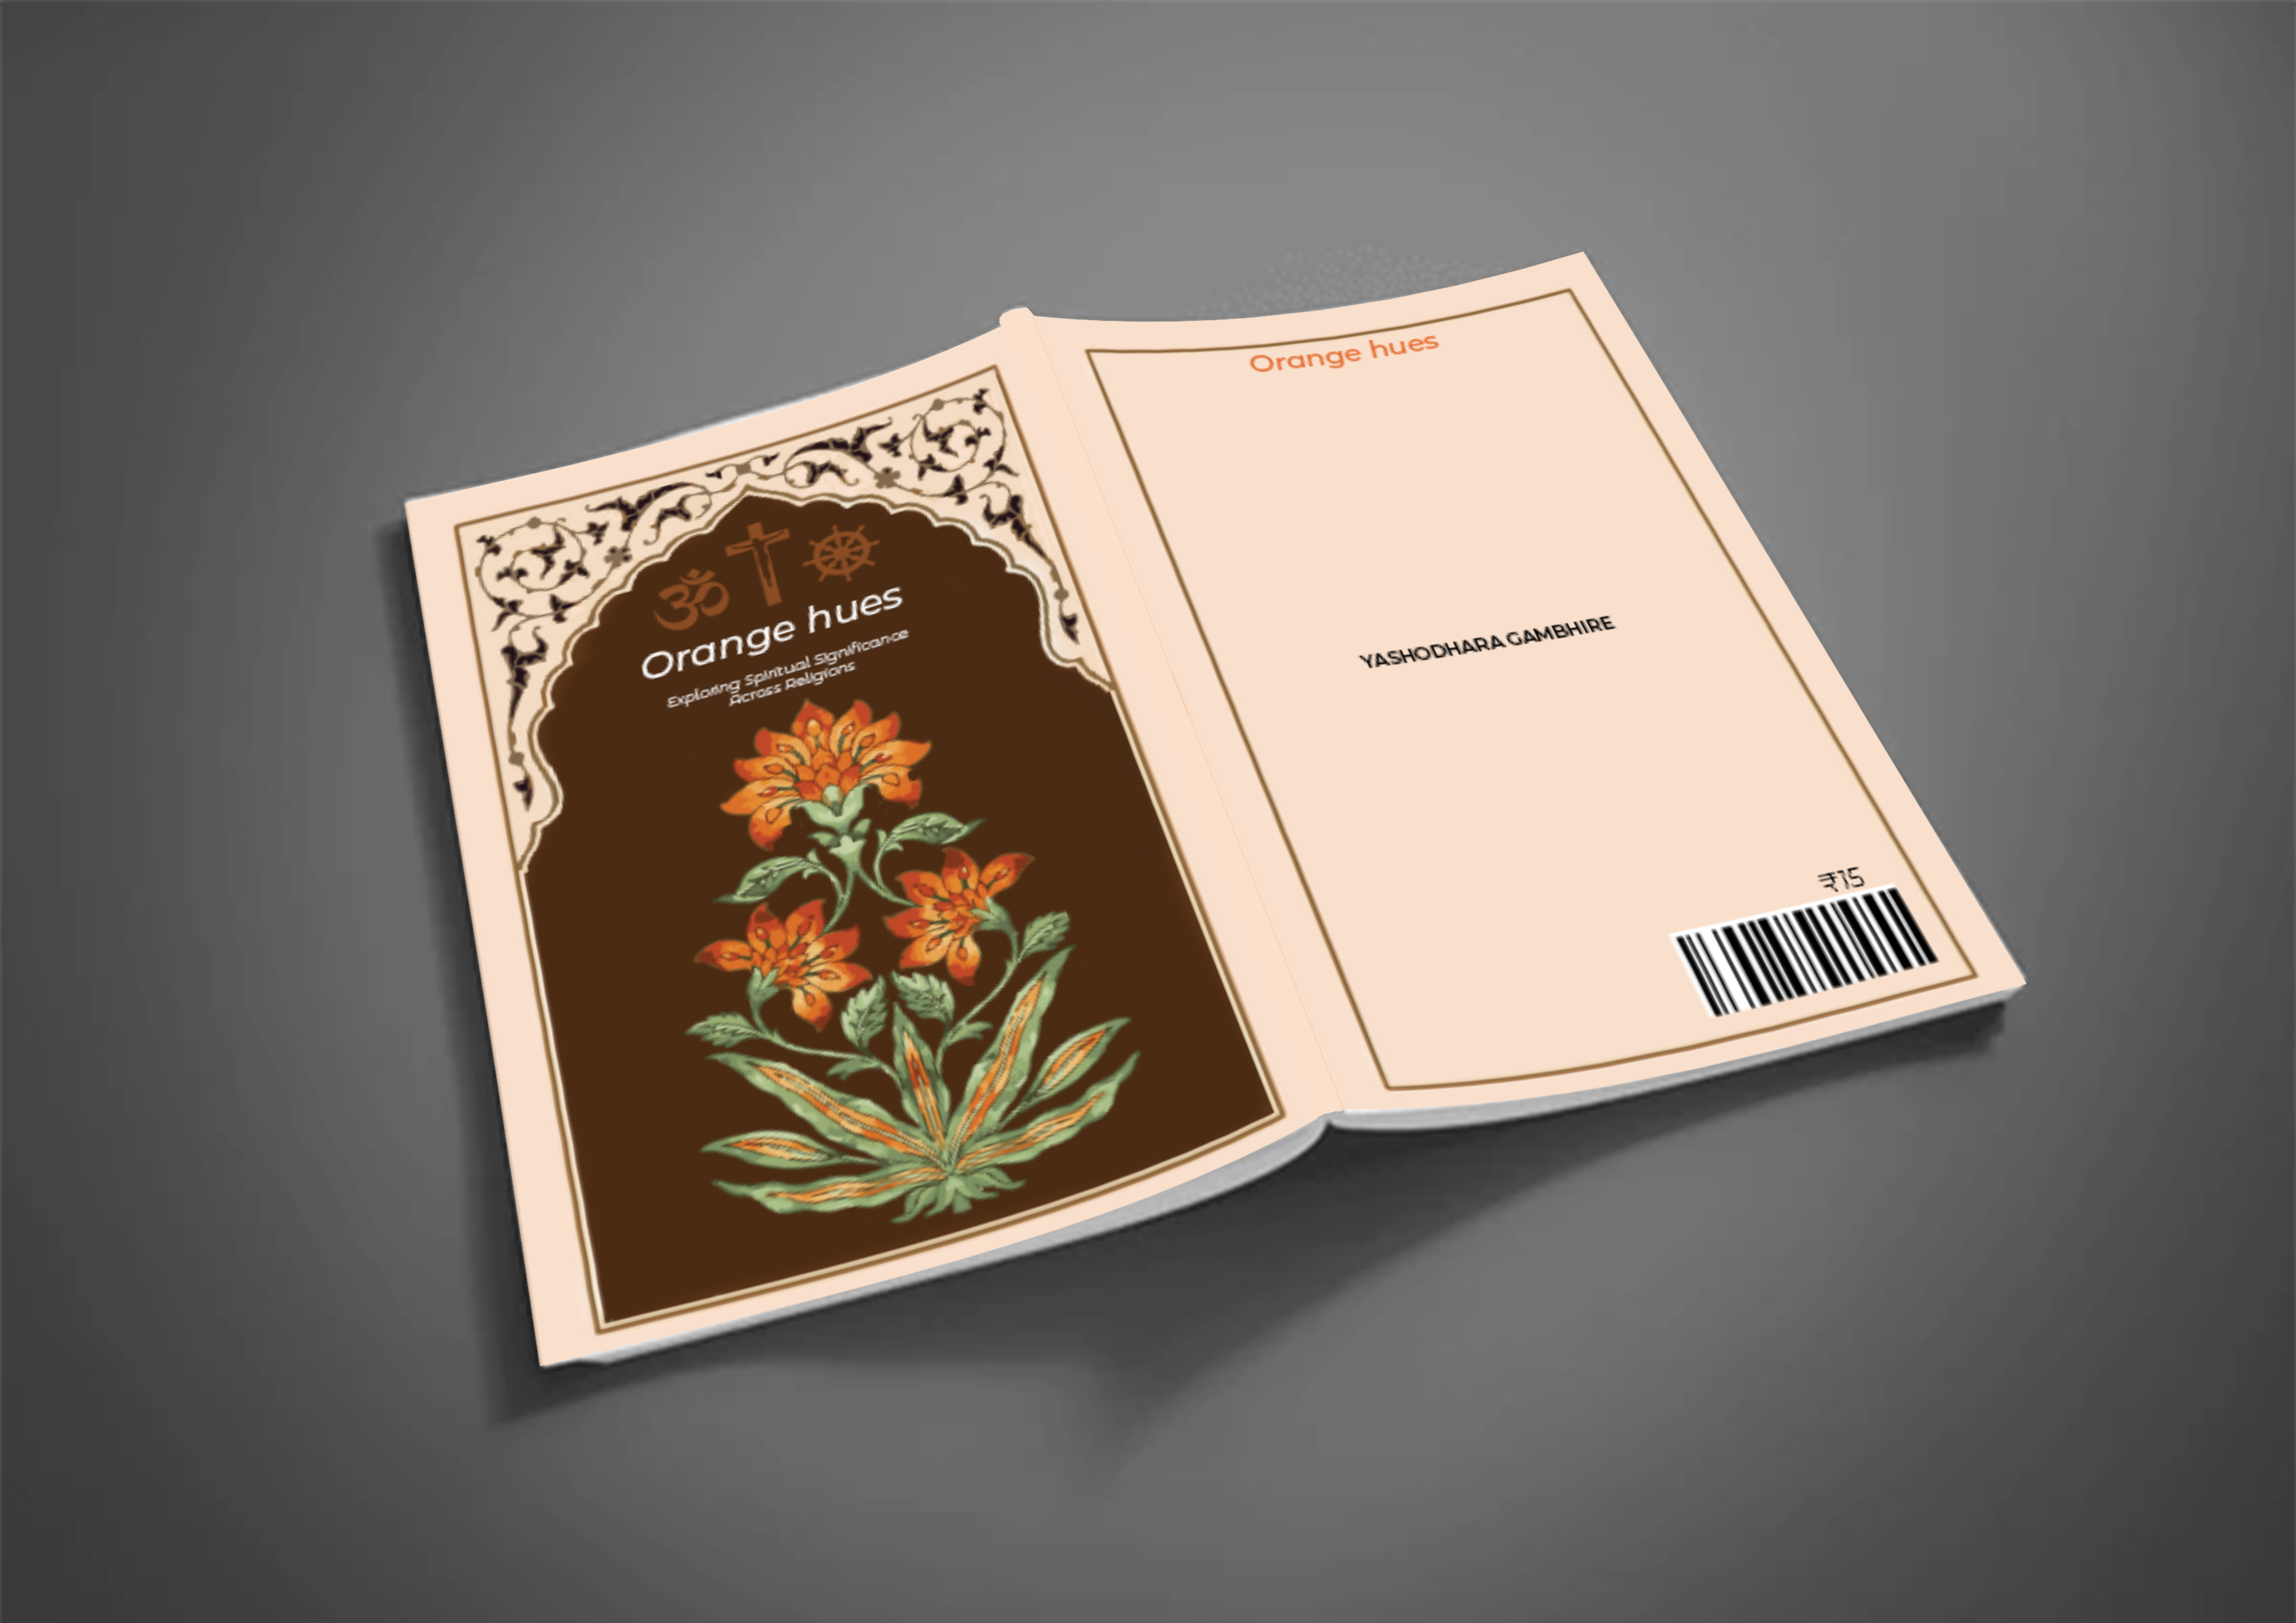 ॐ
Orange hues
Exploring Spiritual Significance
Across Religions
Orange hues
YASHODHARA GAMBHIRE
₹15